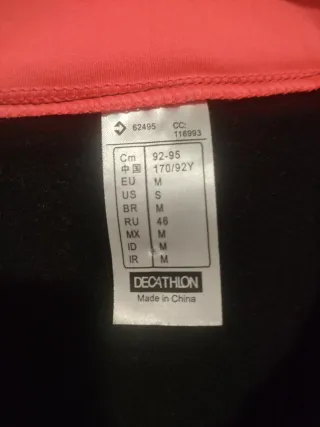 62495 CC: 116993
Cm 92-95
中国 170/92Y
EU M
US S
BR M
RU 46
MX M
ID M
IR M
DECATHLON
Made in China